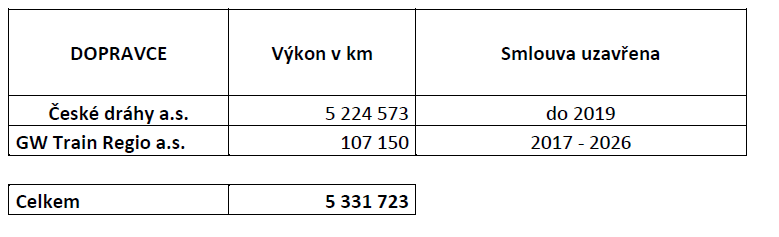 DOPRAVCE Výkon v km Smlouva uzavřena
České dráhy a.s. 5 224 573 do 2019
GW Train Regio a.s. 107 150 2017 - 2026
Celkem 5 331 723